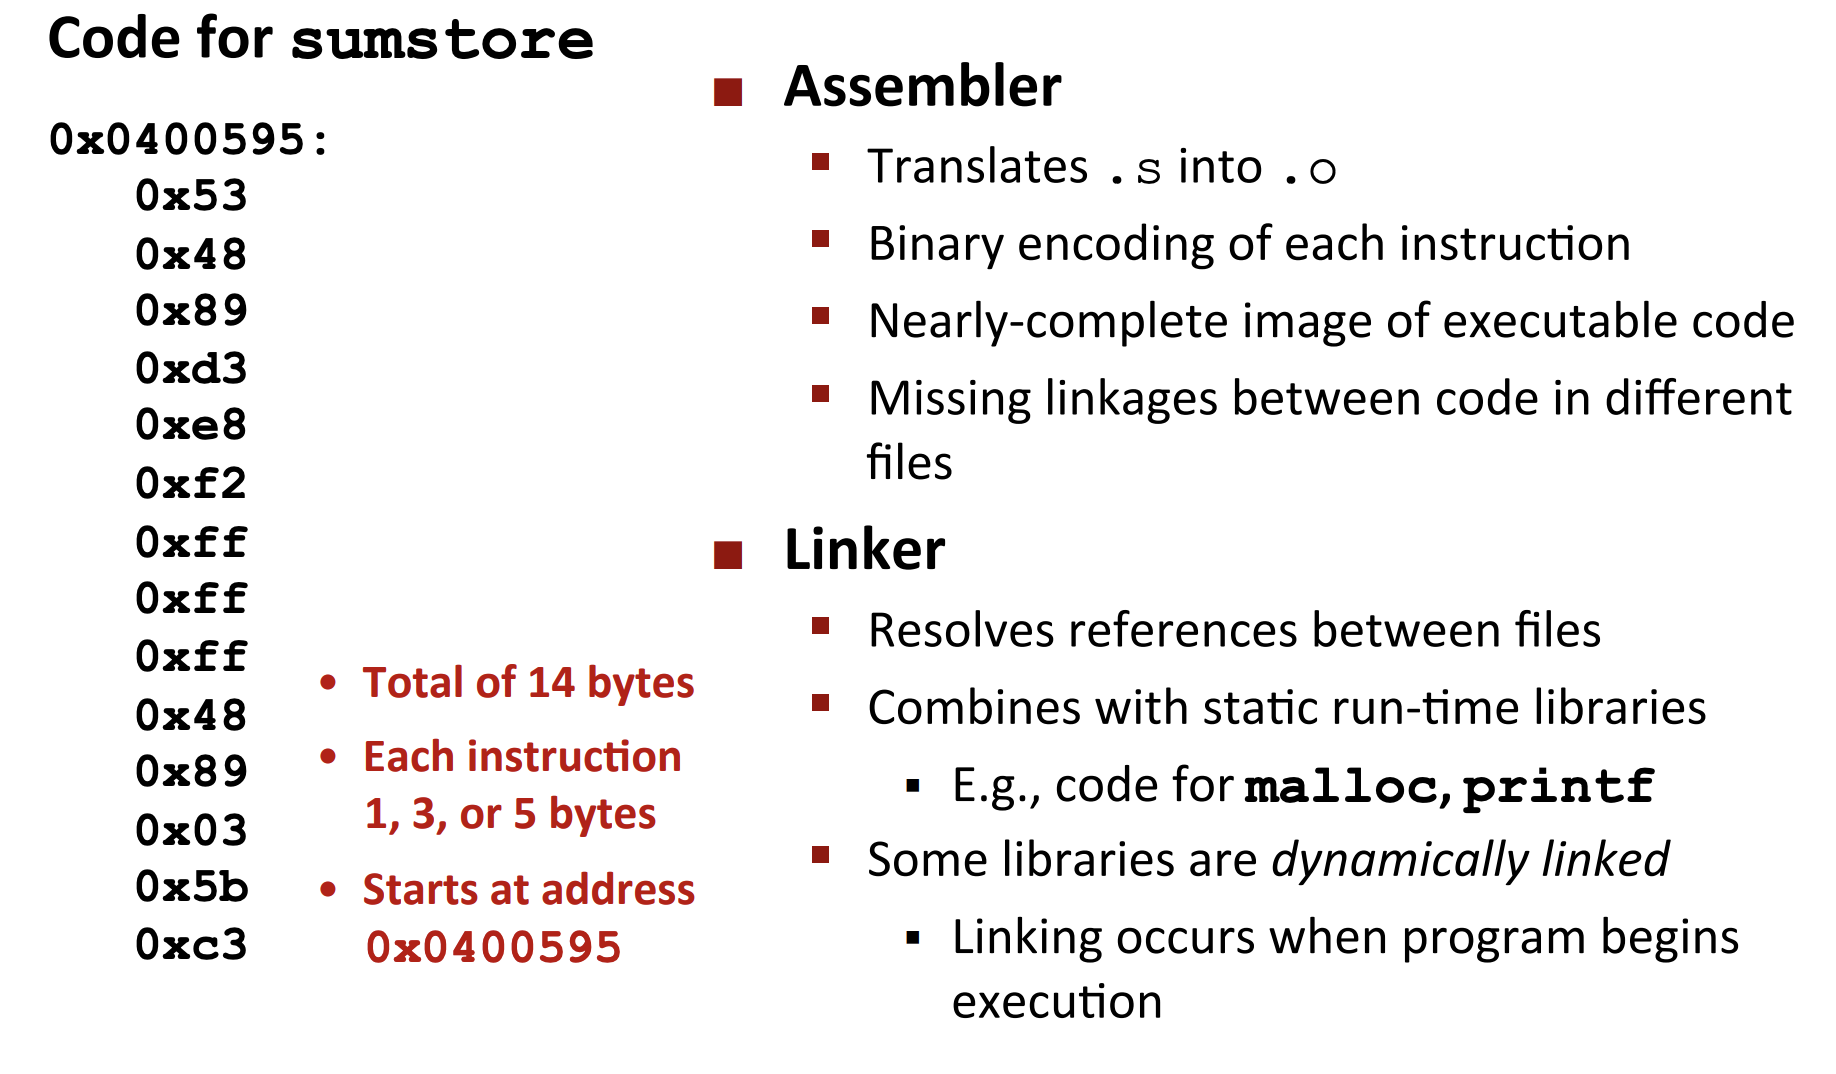 Code for sumstore
0x0400595:
0x53
0x48
0x89
0xd3
0xe8
0xf2
0xff
0xff
0xff
0x48
0x89
0x03
0x5b
0xc3
• Total of 14 bytes
• Each instruction
1, 3, or 5 bytes
• Starts at address
0x0400595
■ Assembler
▪ Translates .s into .o
▪ Binary encoding of each instruction
▪ Nearly-complete image of executable code
▪ Missing linkages between code in different
files
■ Linker
▪ Resolves references between files
▪ Combines with static run-time libraries
▪ E.g., code for malloc, printf
▪ Some libraries are dynamically linked
▪ Linking occurs when program begins
execution